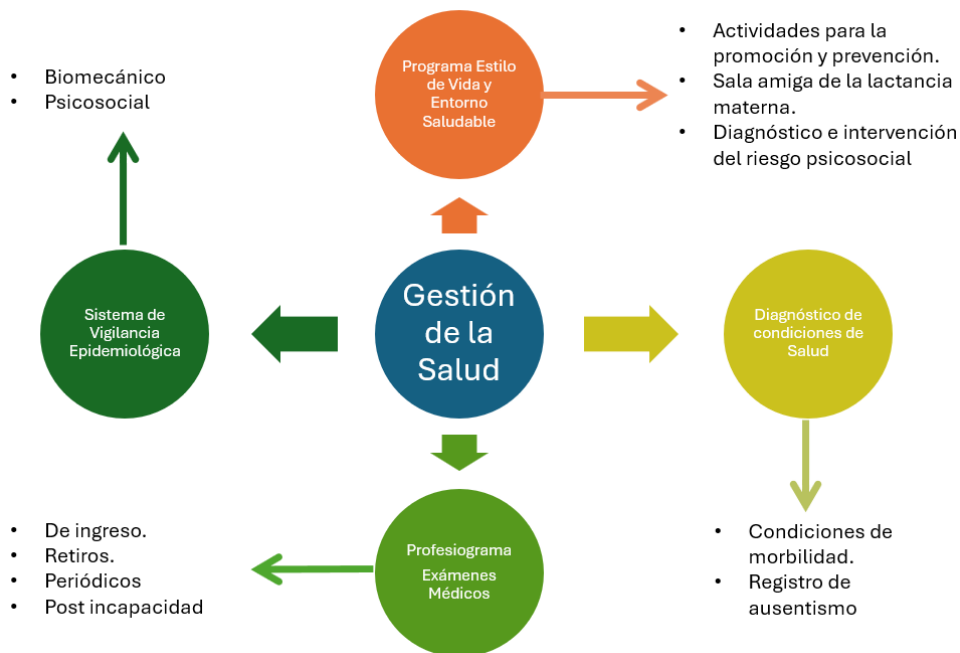 Programa Estilo
de Vida y
Entorno
Saludable
• Actividades para la
promoción y prevención.
• Sala amiga de la lactancia
materna.
• Diagnóstico e intervención
del riesgo psicosocial
• Biomecánico
• Psicosocial
Sistema de
Vigilancia
Epidemiológica
Gestión
de la
Salud
Diagnóstico de
condiciones de
Salud
• De ingreso.
• Retiros.
• Periódicos
• Post incapacidad
Profesiograma
Exámenes
Médicos
• Condiciones de
morbilidad.
• Registro de
ausentismo